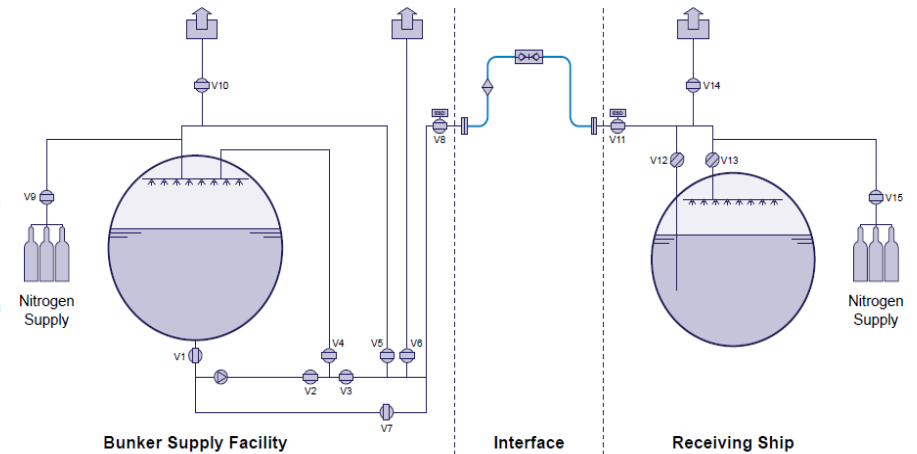 V10
V14
ESD
V8
ESD
V11
V12
V13
V9
V15
Nitrogen
Supply
Nitrogen
Supply
V4
V5
V6
V1
V2
V3
V7
Bunker Supply Facility
Interface
Receiving Ship